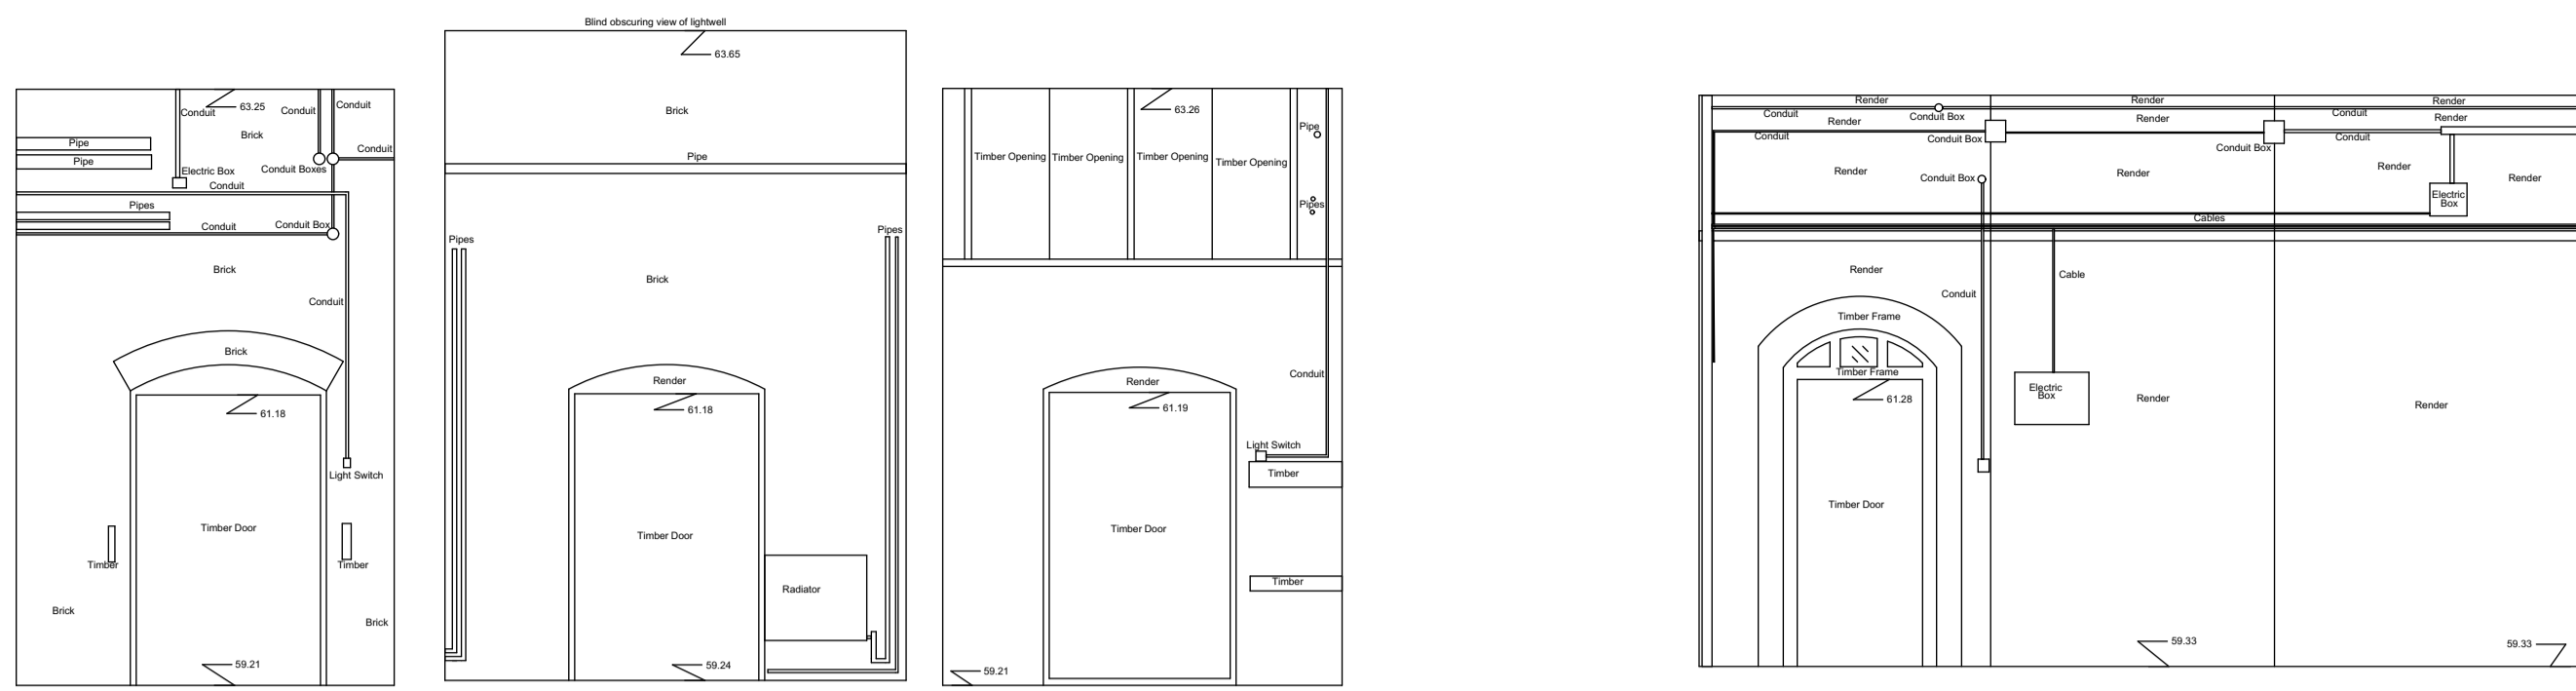 63.25
Conduit
Conduit
Conduit
Brick
Pipe
Pipe
Conduit
Electric Box
Conduit Boxes
Conduit
Pipes
Conduit
Conduit Box
Brick
Conduit
Brick
61.18
Light Switch
Timber Door
Timber
Timber
Brick
Brick
59.21
Blind obscuring view of lightwell
63.65
Brick
Pipe
Pipes
Pipes
Brick
Render
61.18
Timber Door
Radiator
59.24
63.26
Pipe
Timber Opening
Timber Opening
Timber Opening
Timber Opening
Pipes
Conduit
Render
61.19
Light Switch
Timber
Timber Door
Timber
59.21
Render
Render
Render
Conduit
Conduit Box
Conduit
Render
Render
Render
Conduit
Conduit Box
Conduit
Conduit Box
Render
Conduit Box
Render
Render
Render
Electric
Box
Cables
Render
Cable
Conduit
Timber Frame
Timber Frame
61.28
Electric
Box
Render
Render
Timber Door
59.33
59.33